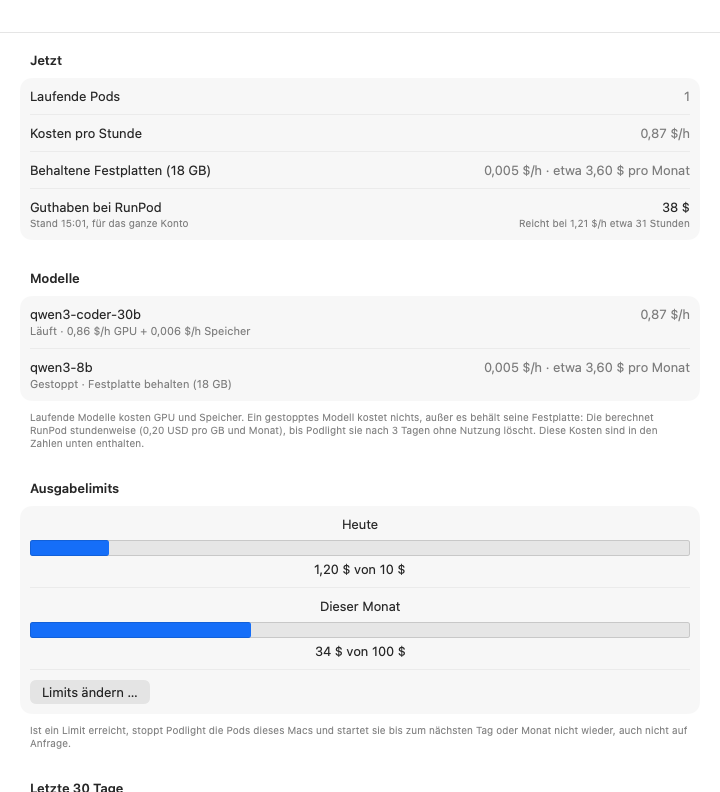 Jetzt
Laufende Pods 1
Kosten pro Stunde 0,87 $/h
Behaltene Festplatten (18 GB) 0,005 $/h · etwa 3,60 $ pro Monat
Guthaben bei RunPod 38 $
Stand 15:01, für das ganze Konto Reicht bei 1,21 $/h etwa 31 Stunden
Modelle
qwen3-coder-30b 0,87 $/h
Läuft · 0,86 $/h GPU + 0,006 $/h Speicher
qwen3-8b 0,005 $/h · etwa 3,60 $ pro Monat
Gestoppt · Festplatte behalten (18 GB)
Laufende Modelle kosten GPU und Speicher. Ein gestopptes Modell kostet nichts, außer es behält seine Festplatte: Die berechnet
RunPod stundenweise (0,20 USD pro GB und Monat), bis Podlight sie nach 3 Tagen ohne Nutzung löscht. Diese Kosten sind in den
Zahlen unten enthalten.
Ausgabelimits
Heute
1,20 $ von 10 $
Dieser Monat
34 $ von 100 $
Limits ändern ...
Ist ein Limit erreicht, stoppt Podlight die Pods dieses Macs und startet sie bis zum nächsten Tag oder Monat nicht wieder, auch nicht auf
Anfrage.
Letzte 30 Tage